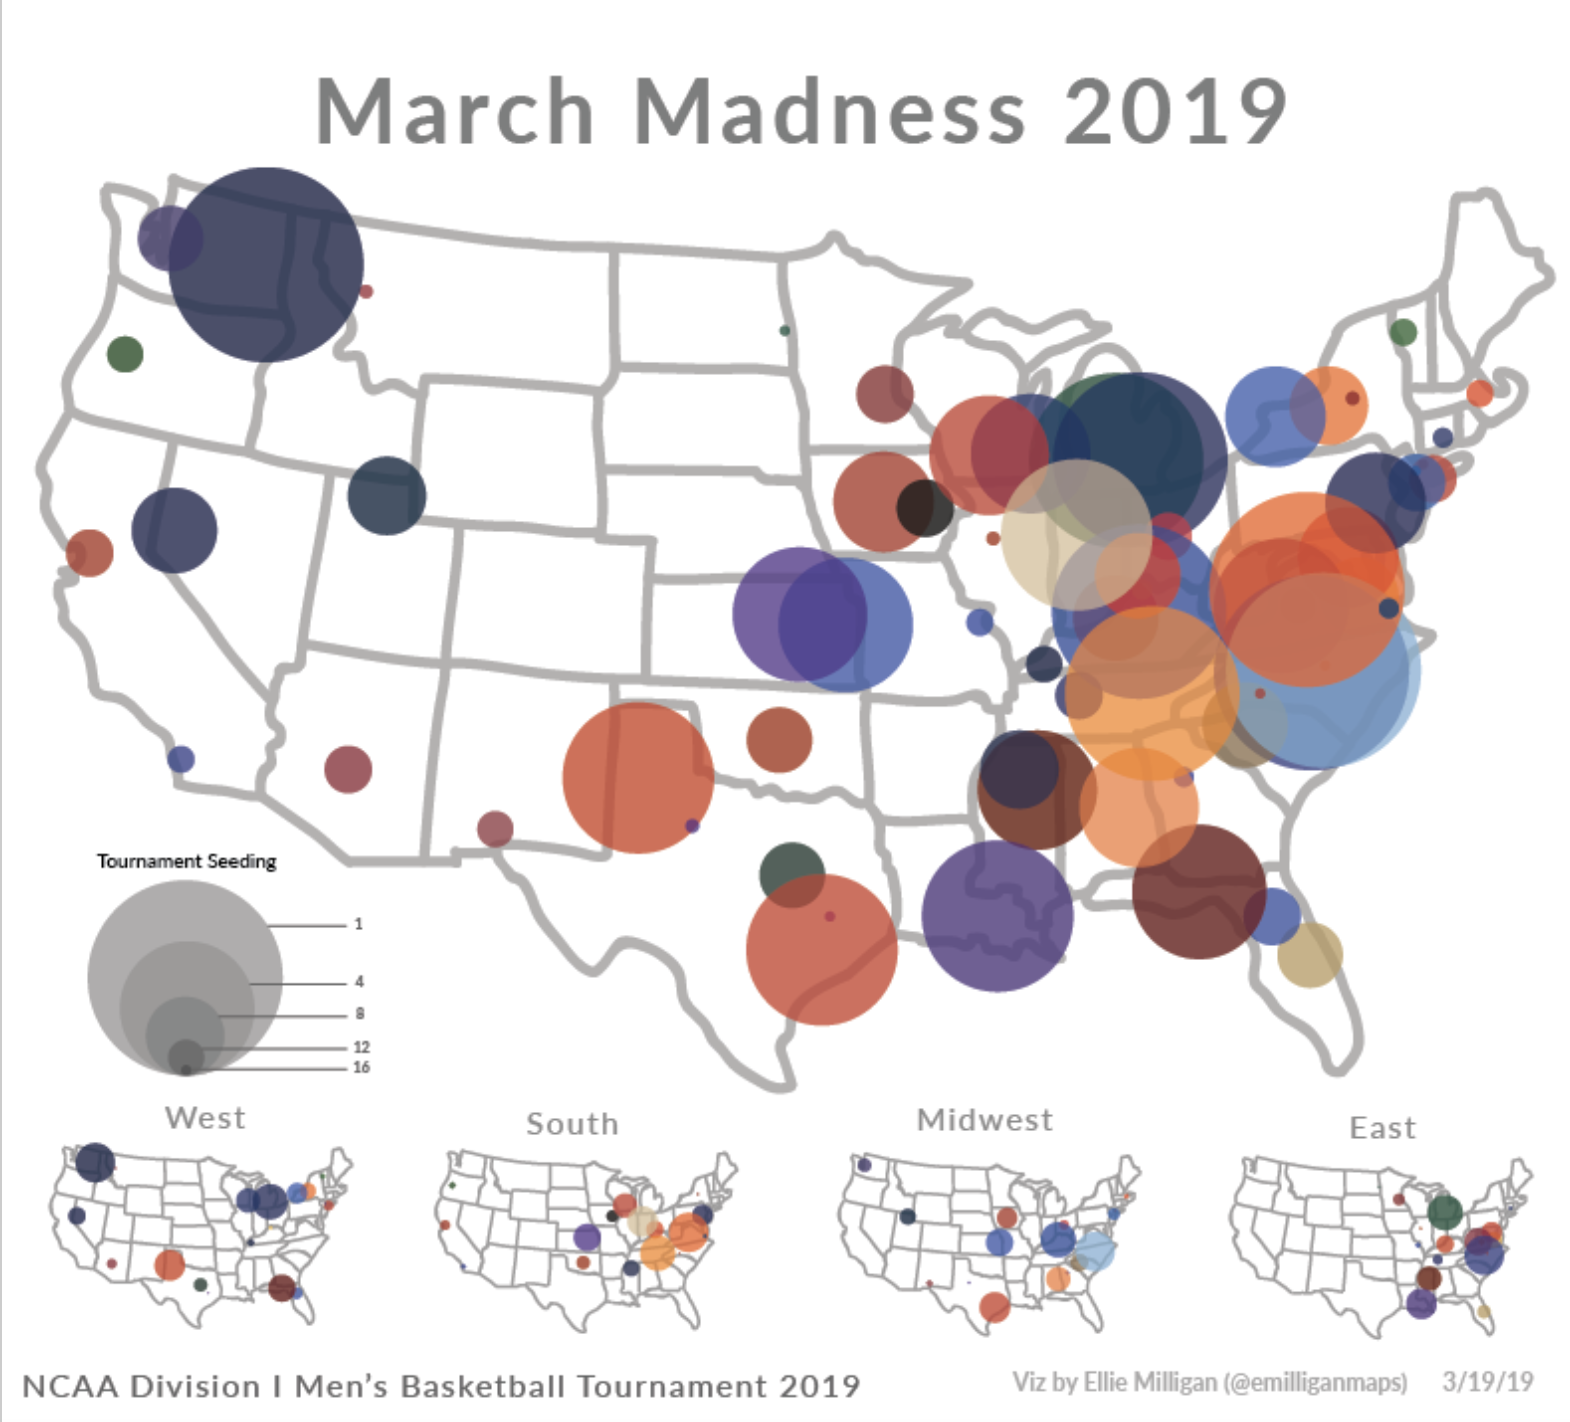 March Madness 2019
Tournament Seeding
1
4
8
12
16
West
South
Midwest
East
NCAA Division I Men's Basketball Tournament 2019
Viz by Ellie Milligan (@emilliganmaps) 3/19/19